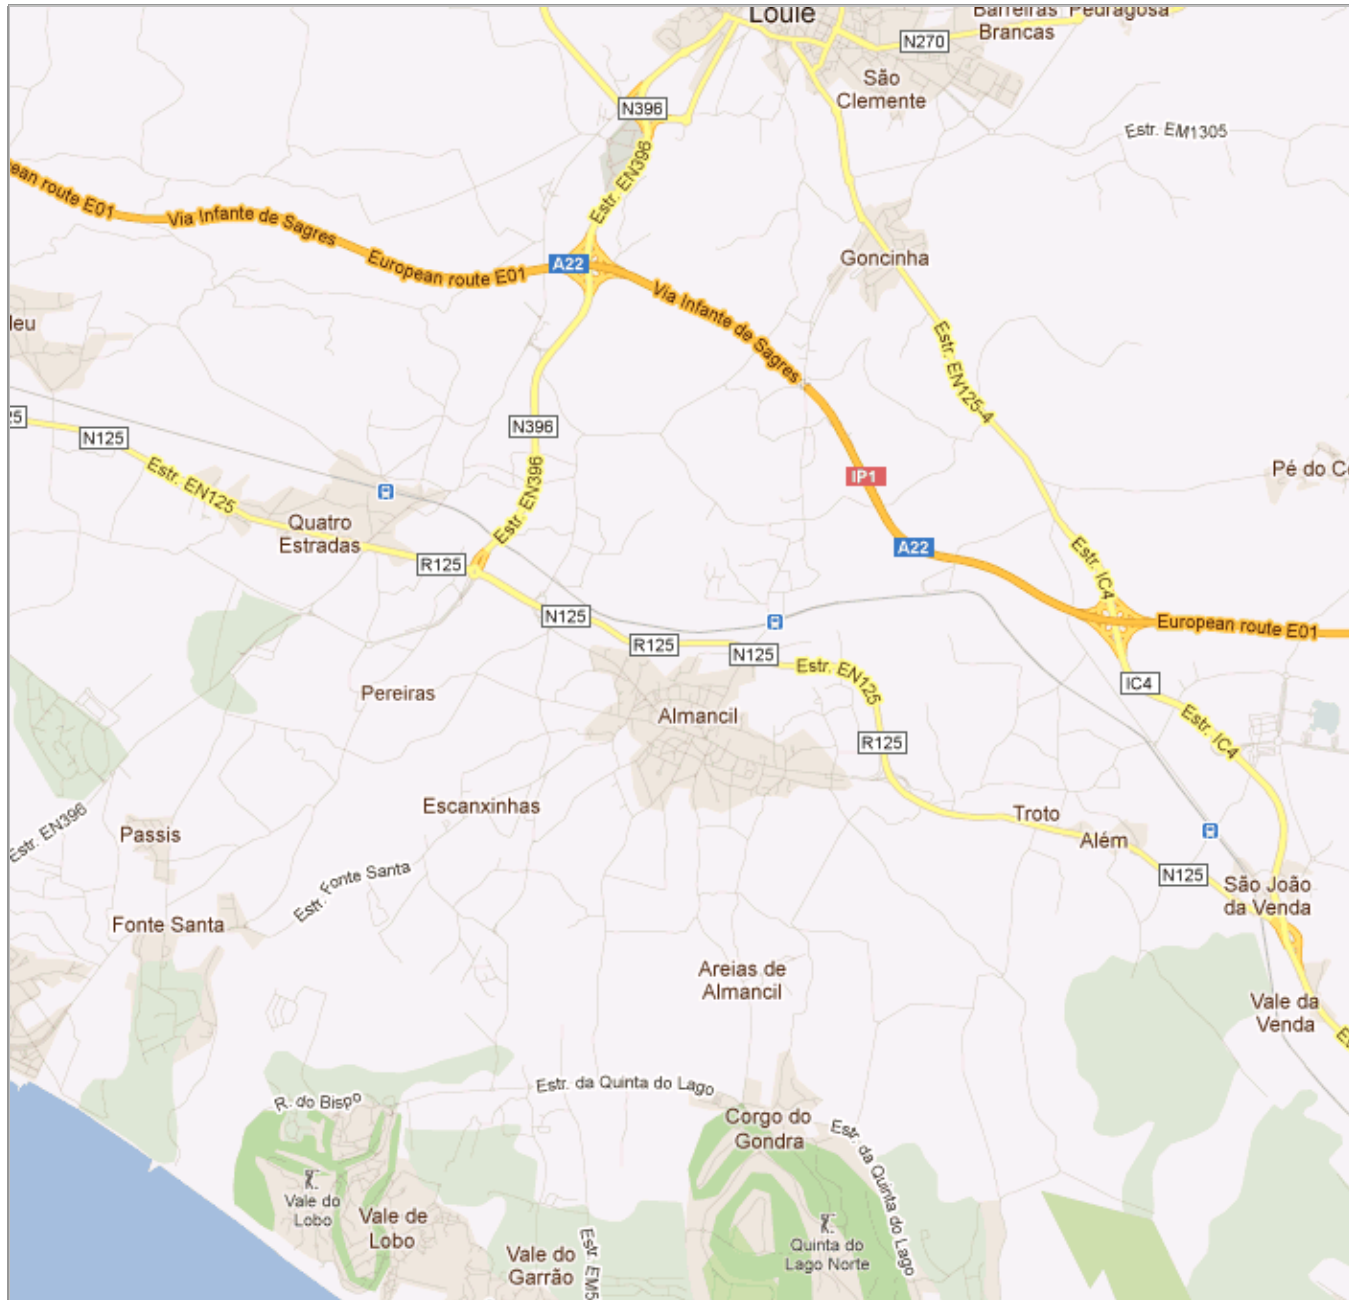 Loulé
Barreiras Pedragosa
Brancas
N270
São
Clemente
N396
Estr. EM1305
Estr. EN396
European route E01
Via Infante de Sagres
European route E01
A22
Goncinha
Via Infante de Sagres
Estr. EN125-4
N396
N125
Estr. EN125
IP1
Pé do
Quatro
Estradas
Estr. EN396
R125
A22
Estr. IC4
N125
R125
N125
Estr. EN125
European route E01
IC4
Pereiras
Almancil
R125
Estr. IC4
Escanxinhas
Troto
Além
Passis
Estr. EN396
Estr. Fonte Santa
N125
São João
da Venda
Fonte Santa
Areias de
Almancil
Vale da
Venda
Estr. da Quinta do Lago
R. do Bispo
Corgo do
Gondra
Estr. da Quinta do Lago
Vale do
Lobo
Vale de
Lobo
Vale do
Garrão
Estr. EM5
Quinta do
Lago Norte